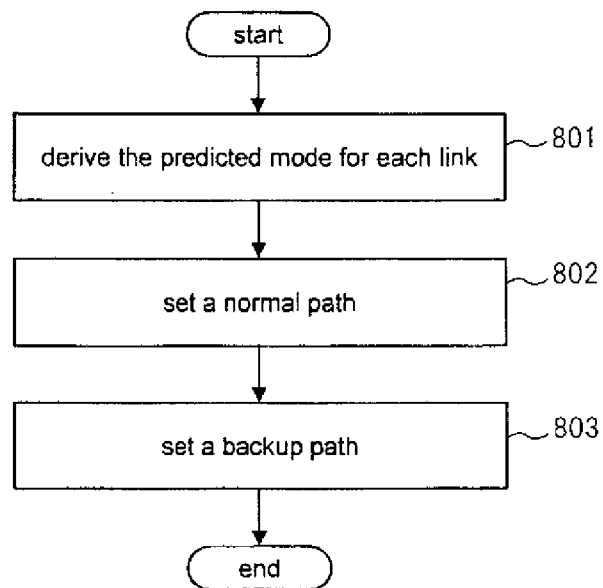 start
derive the predicted mode for each link
801
set a normal path
802
set a backup path
803
end